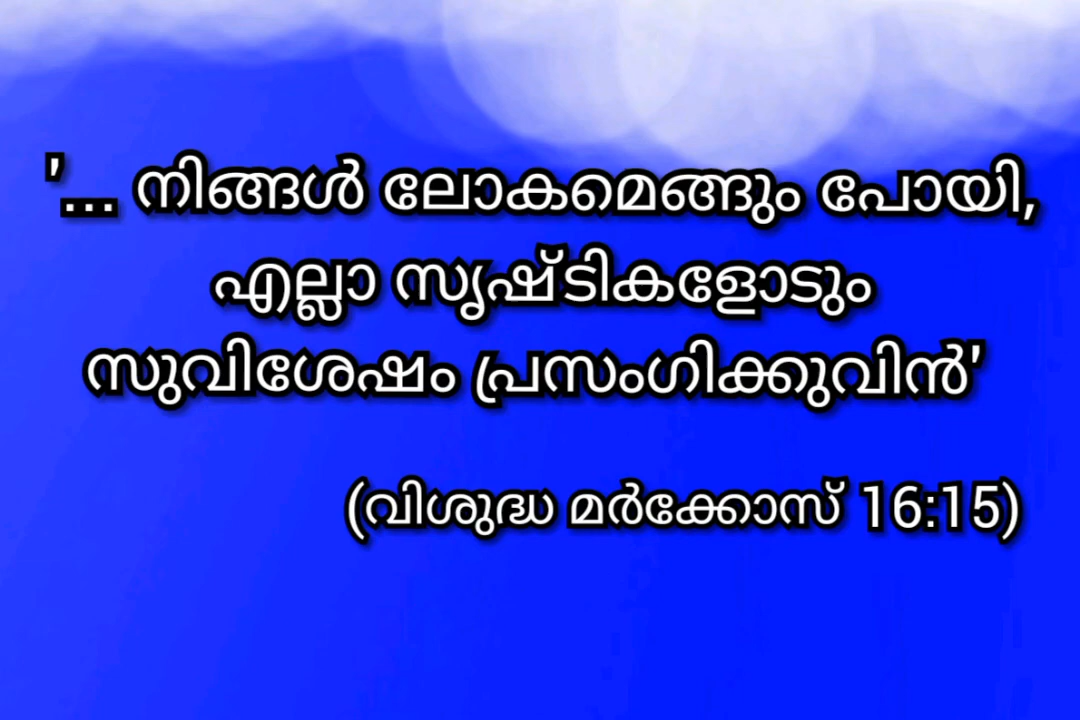 '... നിങ്ങൾ ലോകമെങ്ങും പോയി,
എല്ലാ സൃഷ്ടികളോടും
സുവിശേഷം പ്രസംഗിക്കുവിൻ'
(വിശുദ്ധ മർക്കോസ് 16:15)